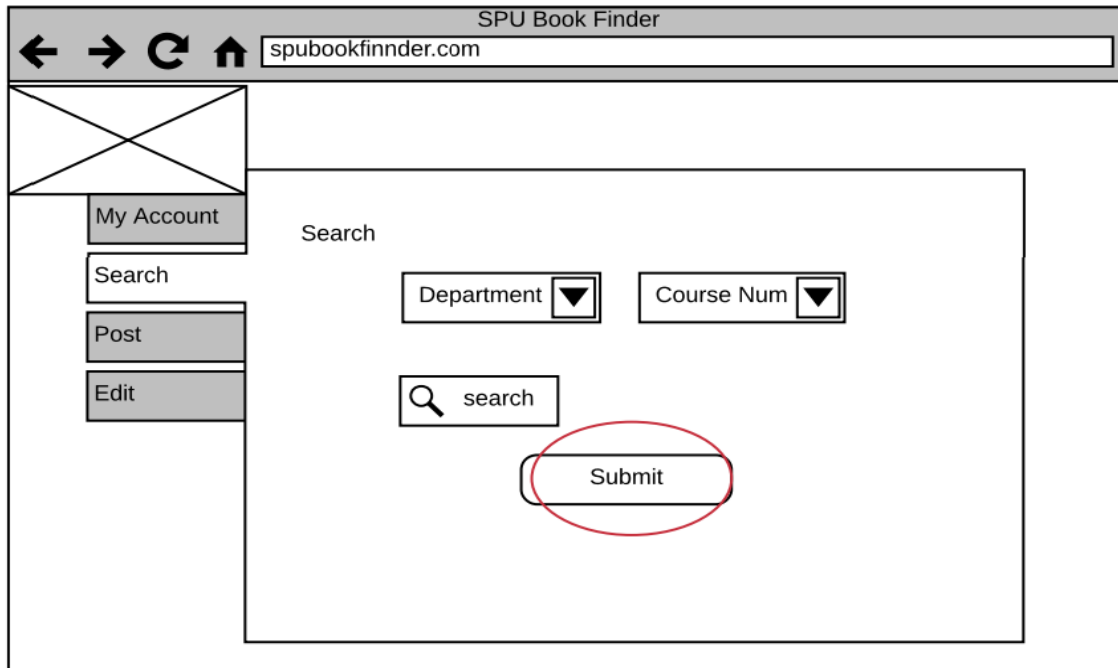 SPU Book Finder
spubookfinnder.com
My Account
Search
Post
Edit
Search
Department
Course Num
search
Submit